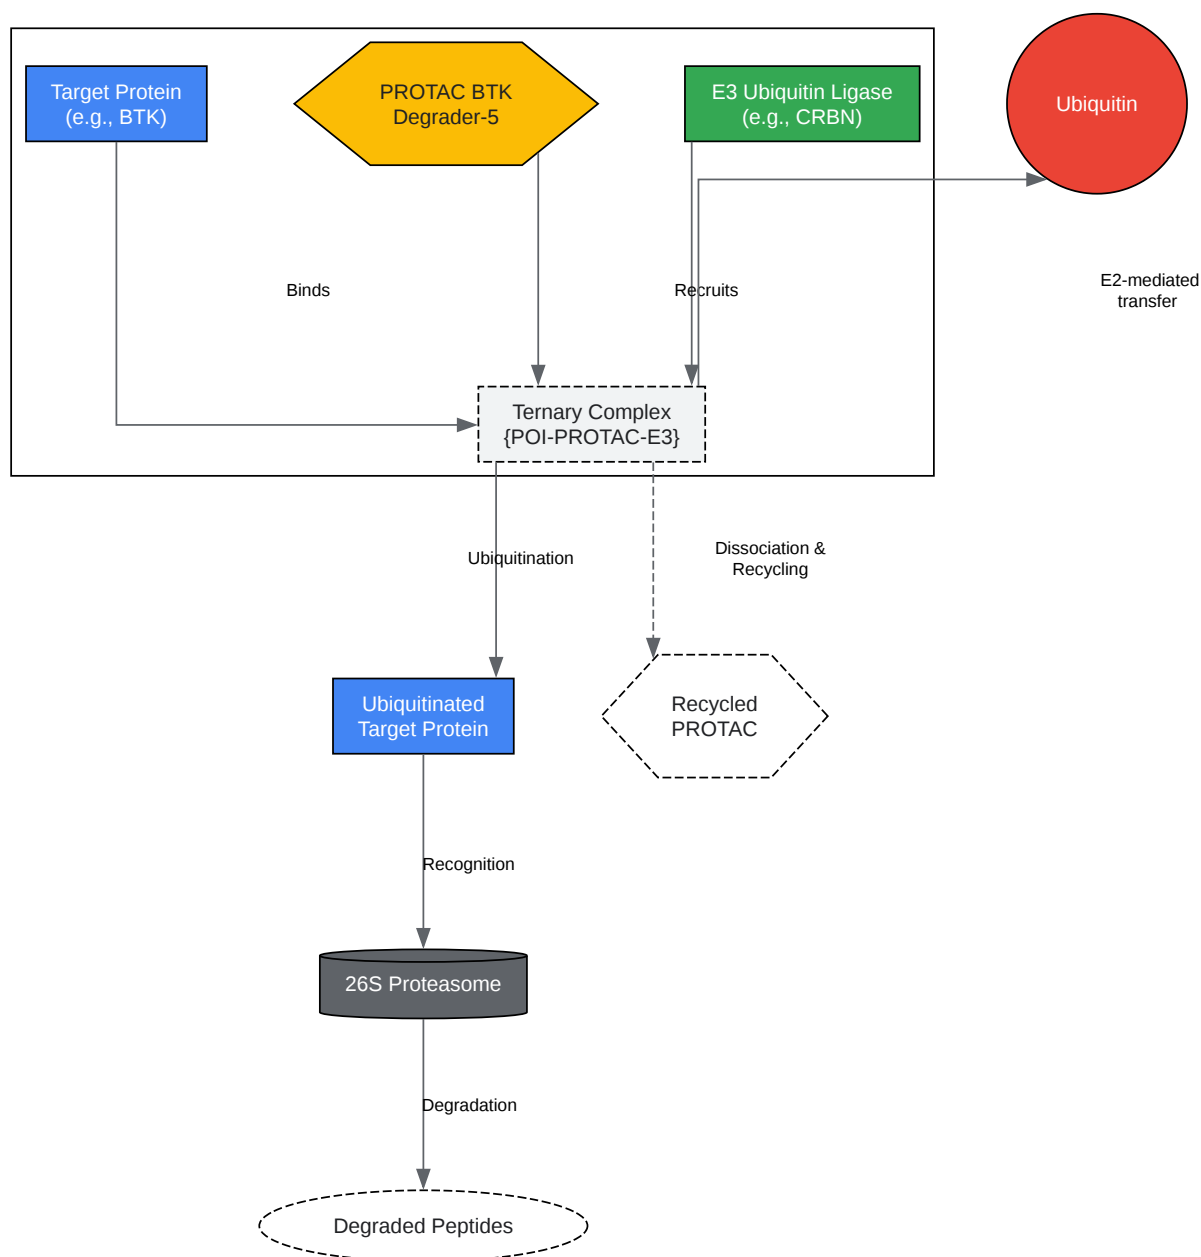 Target Protein
(e.g., BTK)
PROTAC BTK
Degrader-5
E3 Ubiquitin Ligase
(e.g., CRBN)
Ubiquitin
Binds
Recruits
E2-mediated
transfer
Ternary Complex
{POI-PROTAC-E3}
Ubiquitination
Dissociation &
Recycling
Ubiquitinated
Target Protein
Recycled
PROTAC
Recognition
26S Proteasome
Degradation
Degraded Peptides